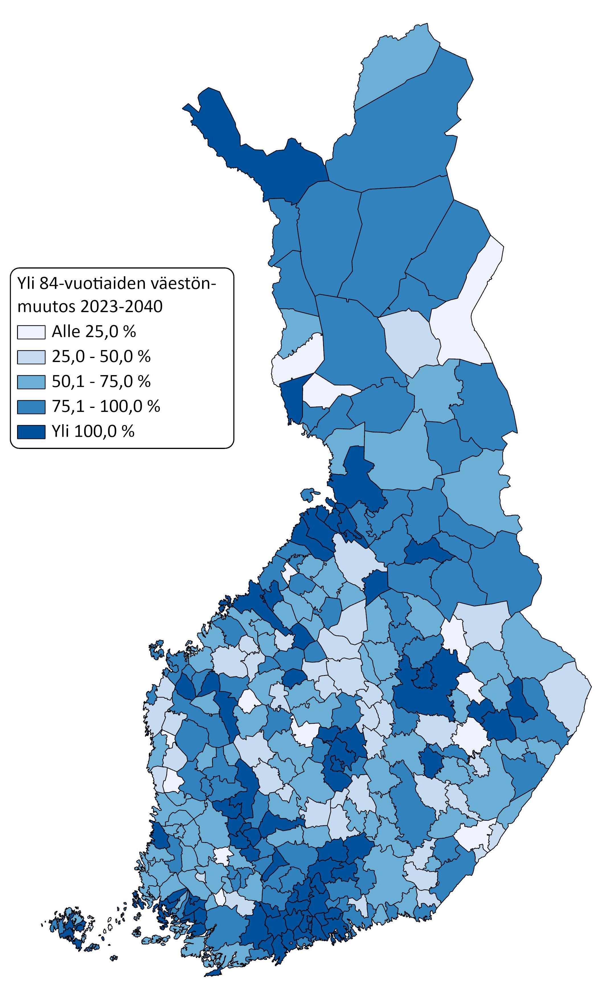 Yli 84-vuotiaiden väestön-
muutos 2023-2040
Alle 25,0 %
25,0 - 50,0 %
50,1 - 75,0 %
75,1 - 100,0 %
Yli 100,0 %